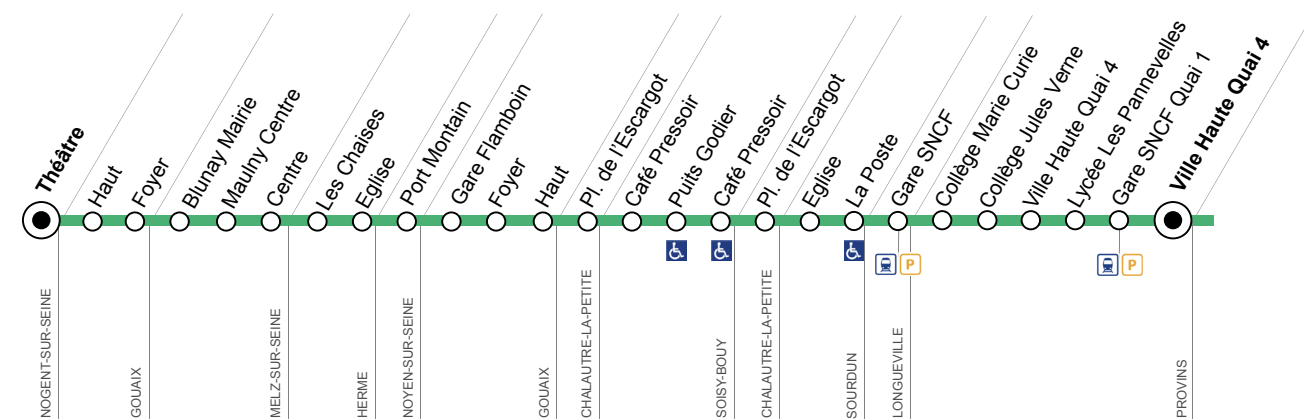 Théâtre
Haut
Foyer
Blunay Mairie
Maulny Centre
Centre
Les Chaises
Eglise
Port Montain
Gare Flamboin
Foyer
Haut
Pl. de l'Escargot
Café Pressoir
Puits Godier
Café Pressoir
Pl. de l'Escargot
Eglise
La Poste
Gare SNCF
Collège Marie Curie
Collège Jules Verne
Ville Haute Quai 4
Lycée Les Pannevelles
Gare SNCF Quai 1
Ville Haute Quai 4
P
P
NOGENT-SUR-SEINE
GOUAIX
MELZ-SUR-SEINE
HERME
NOYEN-SUR-SEINE
GOUAIX
CHALAUTRE-LA-PETITE
SOISY-BOUY
CHALAUTRE-LA-PETITE
SOURDUN
LONGUEVILLE
PROVINS